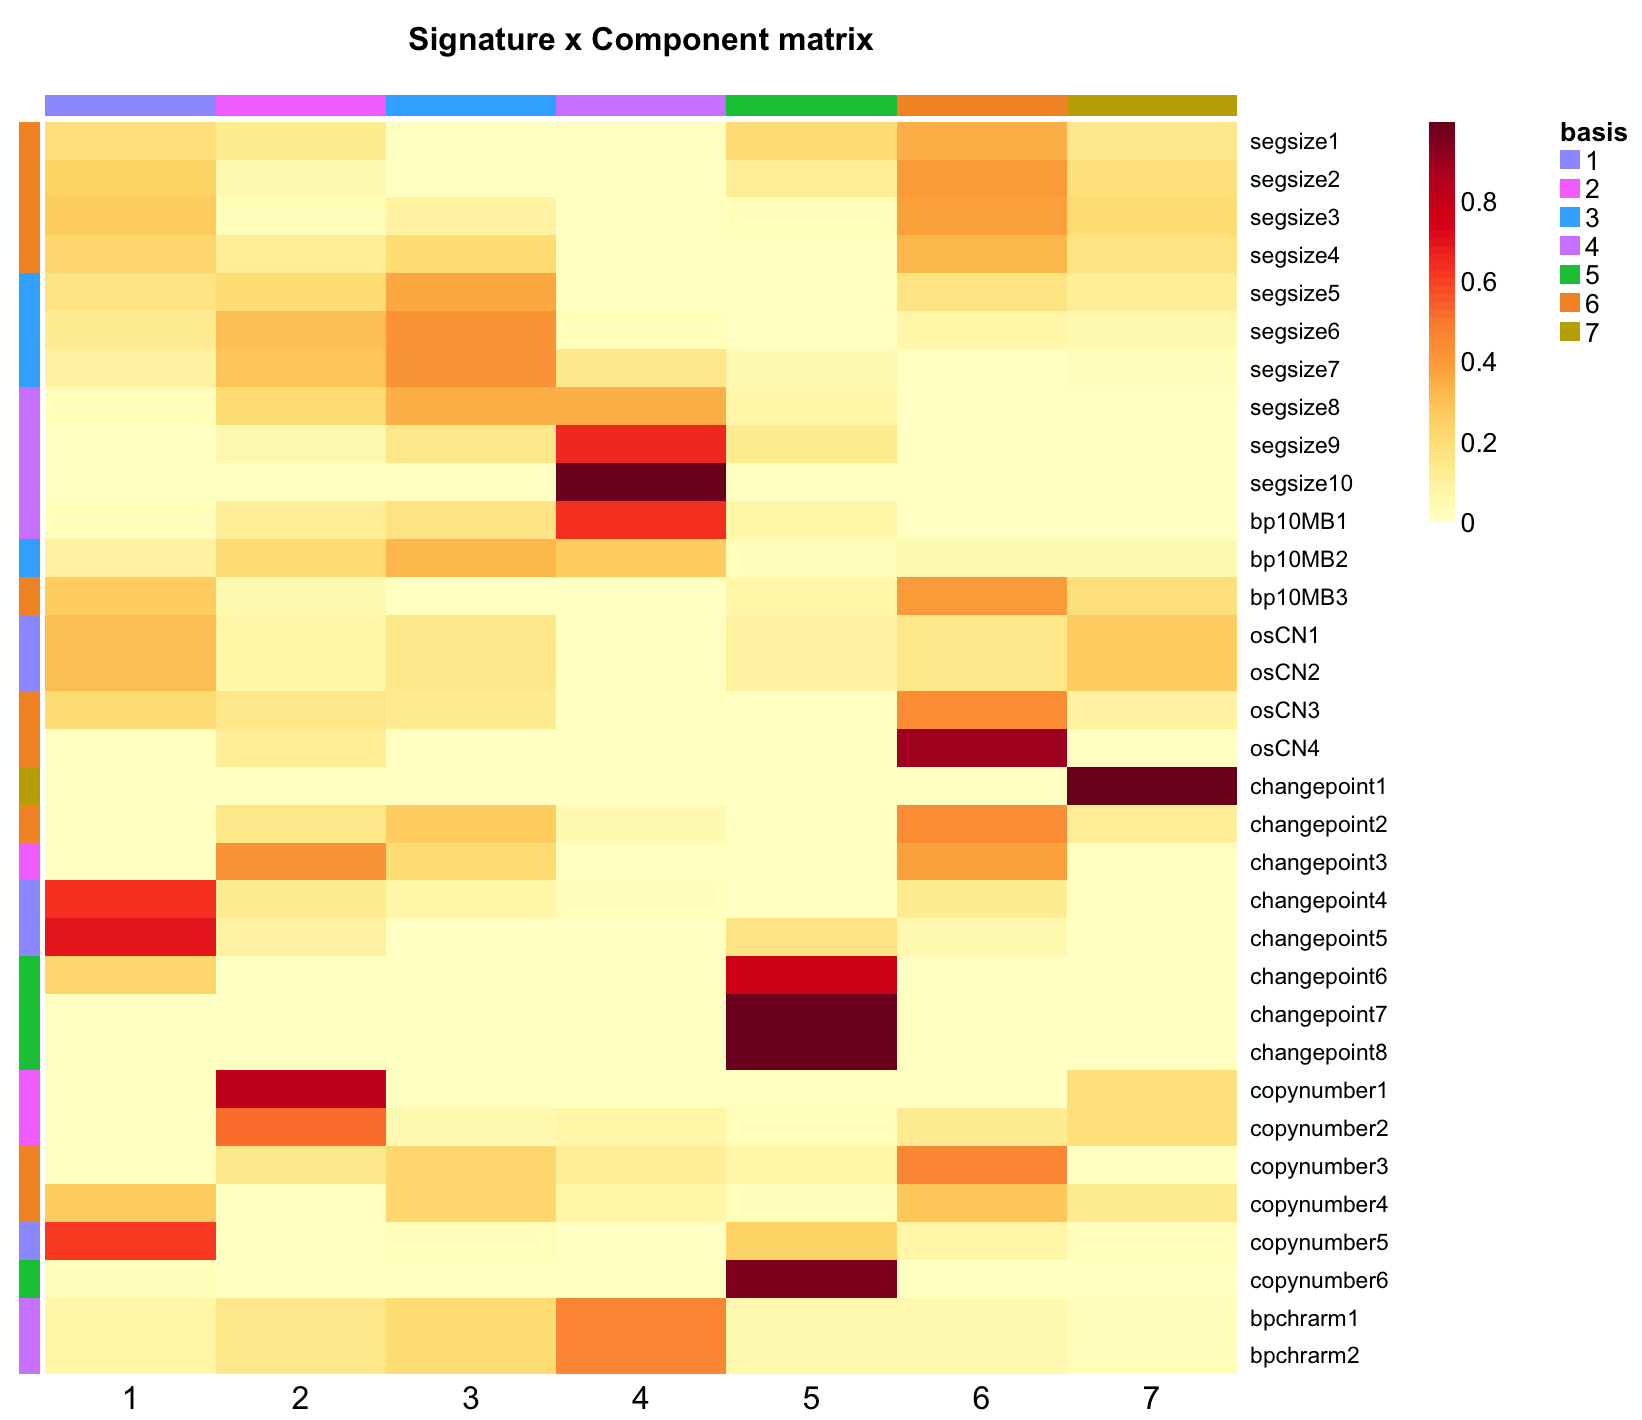 Signature x Component matrix
segsize1
segsize2
segsize3
segsize4
segsize5
segsize6
segsize7
segsize8
segsize9
segsize10
bp10MB1
bp10MB2
bp10MB3
osCN1
osCN2
osCN3
osCN4
changepoint1
changepoint2
changepoint3
changepoint4
changepoint5
changepoint6
changepoint7
changepoint8
copynumber1
copynumber2
copynumber3
copynumber4
copynumber5
copynumber6
bpchrarm1
bpchrarm2
1 2 3 4 5 6 7
0.8
0.6
0.4
0.2
0
basis
1
2
3
4
5
6
7